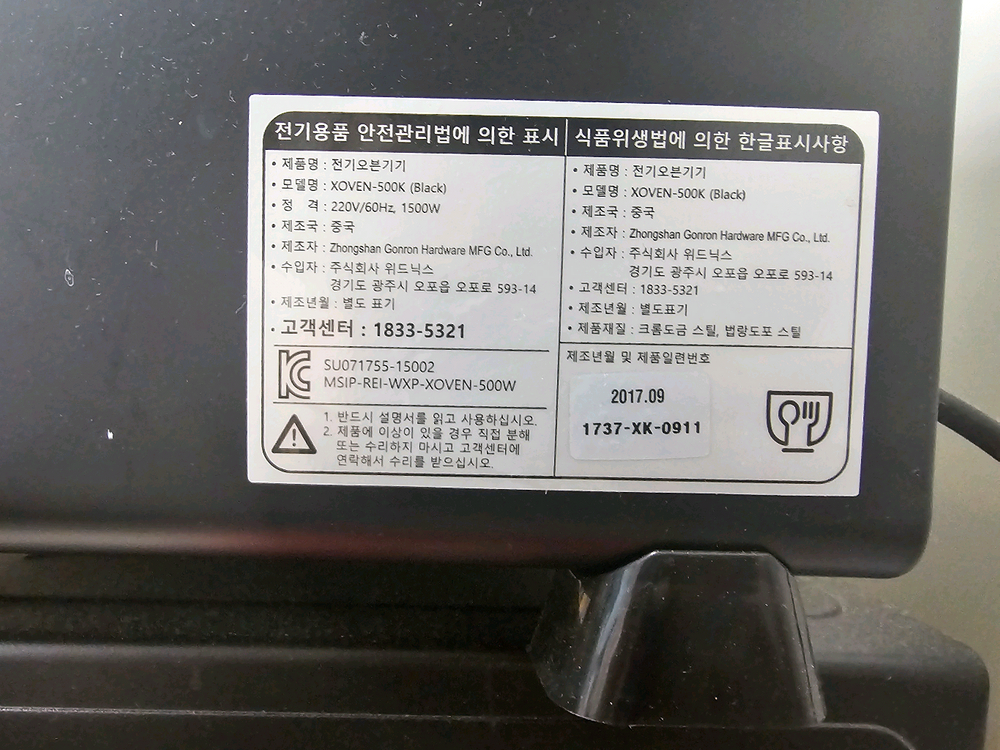 전기용품 안전관리법에 의한 표시
• 제품명 : 전기오븐기기
• 모델명 : XOVEN-500K (Black)
• 정 격 : 220V/60Hz, 1500W
• 제조국 : 중국
• 제조자 : Zhongshan Gonron Hardware MFG Co., Ltd.
• 수입자 : 주식회사 위드닉스
경기도 광주시 오포읍 오포로 593-14
• 제조년월 : 별도 표기
• 고객센터 : 1833-5321
SU071755-15002
MSIP-REI-WXP-XOVEN-500W
1. 반드시 설명서를 읽고 사용하십시오.
2. 제품에 이상이 있을 경우 직접 분해
또는 수리하지 마시고 고객센터에
연락해서 수리를 받으십시오.
식품위생법에 의한 한글표시사항
• 제품명 : 전기오븐기기
• 모델명 : XOVEN-500K (Black)
• 제조국 : 중국
• 제조자 : Zhongshan Gonron Hardware MFG Co., Ltd.
• 수입자 : 주식회사 위드닉스
경기도 광주시 오포읍 오포로 593-14
• 고객센터 : 1833-5321
• 제조년월 : 별도표기
• 제품재질 : 크롬도금 스틸, 법랑도포 스틸
제조년월 및 제품일련번호
2017.09
1737-XK-0911